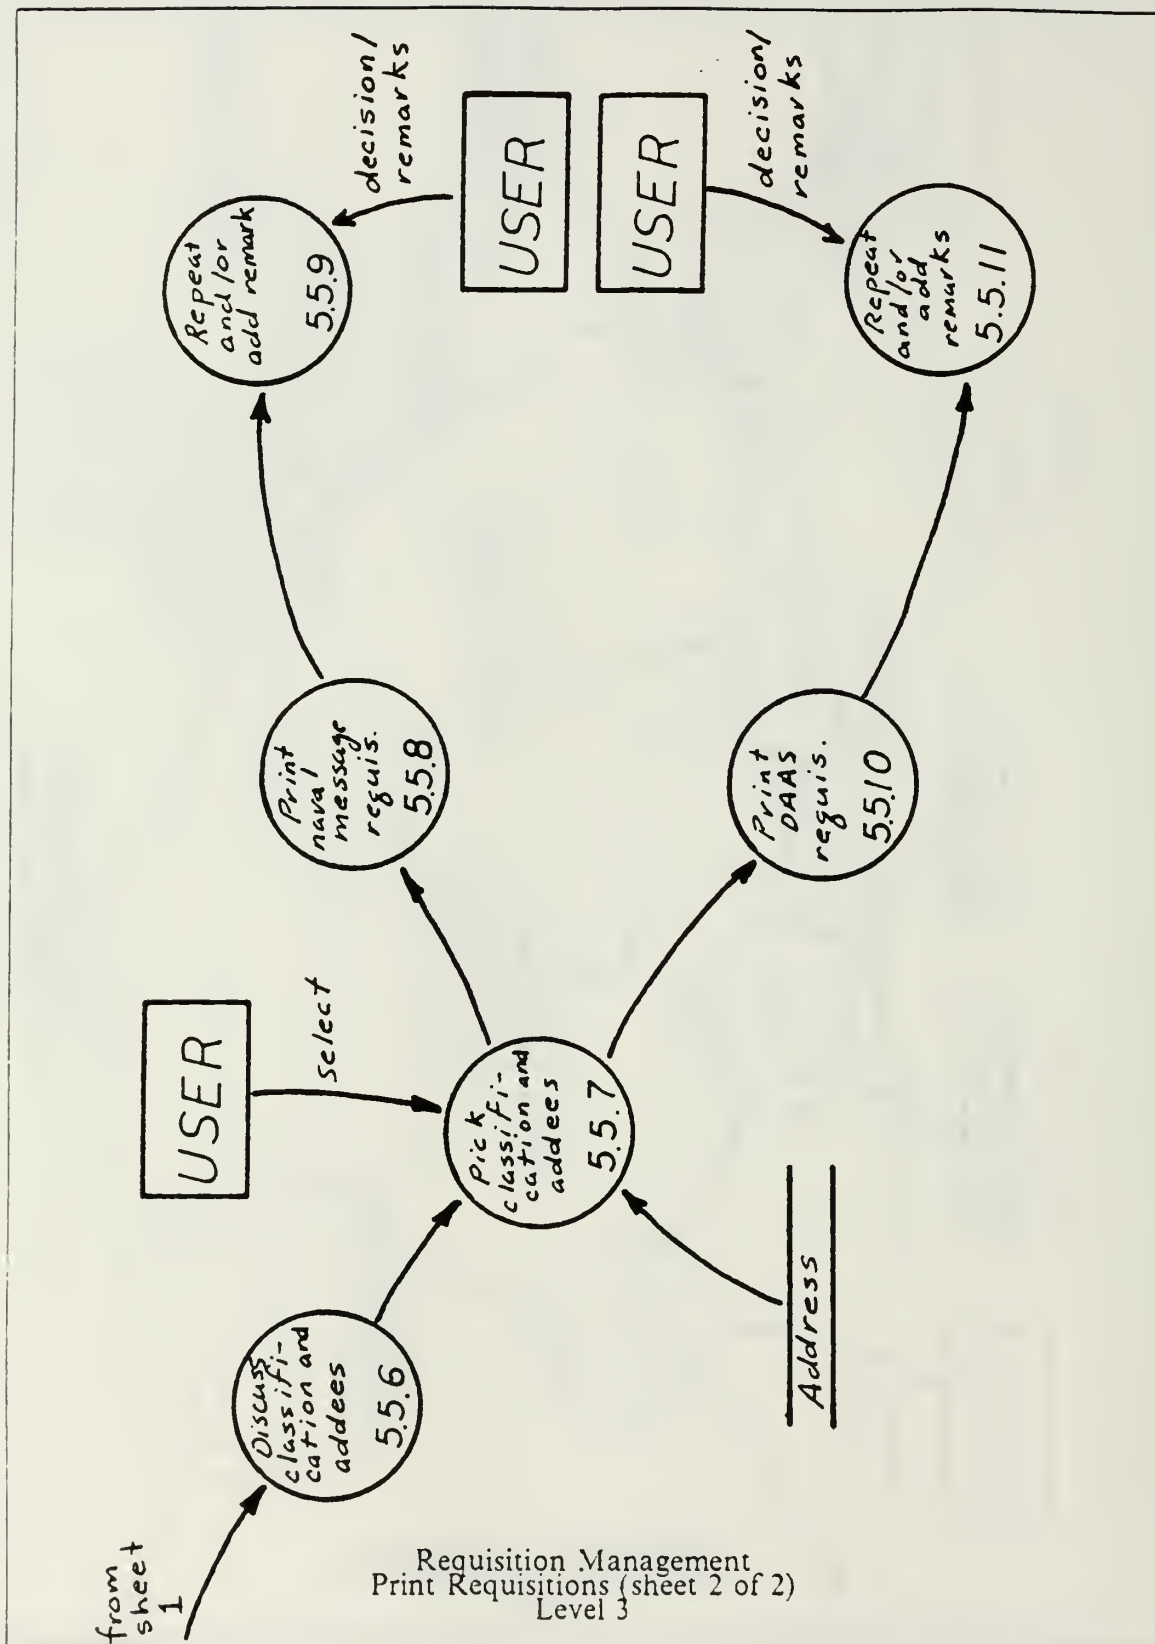 from
sheet
1
Discuss
classifi-
cation and
addees
5.5.6
USER
select
Pick
classifi-
cation and
addees
5.5.7
Address
Print
naval
message
requis.
5.5.8
Print
DAAS
requis.
5.5.10
Repeat
and/or
add remark
5.5.9
decision/
remarks
USER
USER
decision/
remarks
Repeat
and/or
add
remarks
5.5.11
Requisition Management
Print Requisitions (sheet 2 of 2)
Level 3